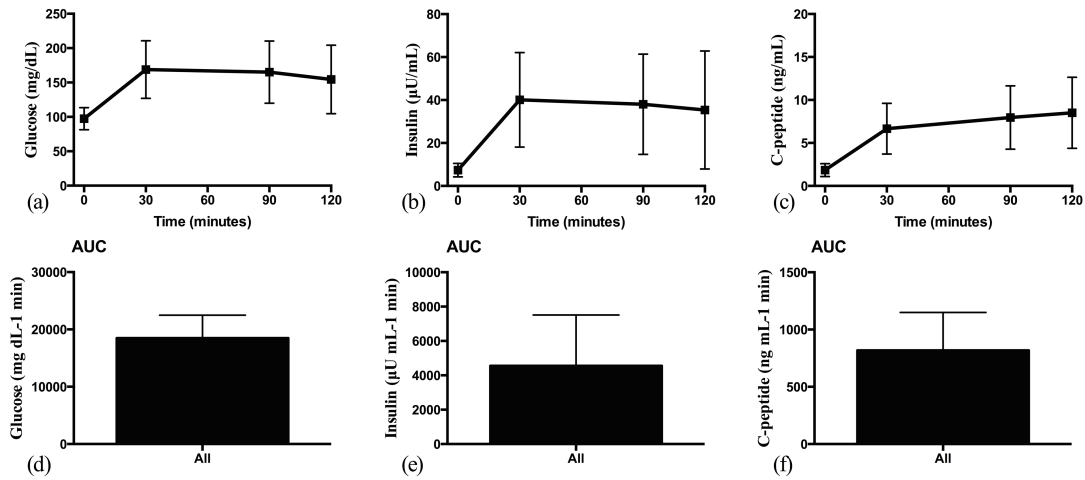 250
200
150
100
50
0
Glucose (mg/dL)
0 30 60 90 120
Time (minutes)
(a)
80
60
40
20
0
Insulin (µU/mL)
0 30 60 90 120
Time (minutes)
(b)
20
15
10
5
0
C-peptide (ng/mL)
0 30 60 90 120
Time (minutes)
(c)
AUC
30000
20000
10000
0
Glucose (mg dL-1 min)
All
(d)
AUC
10000
8000
6000
4000
2000
0
Insulin (µU mL-1 min)
All
(e)
AUC
1500
1000
500
0
C-peptide (ng mL-1 min)
All
(f)